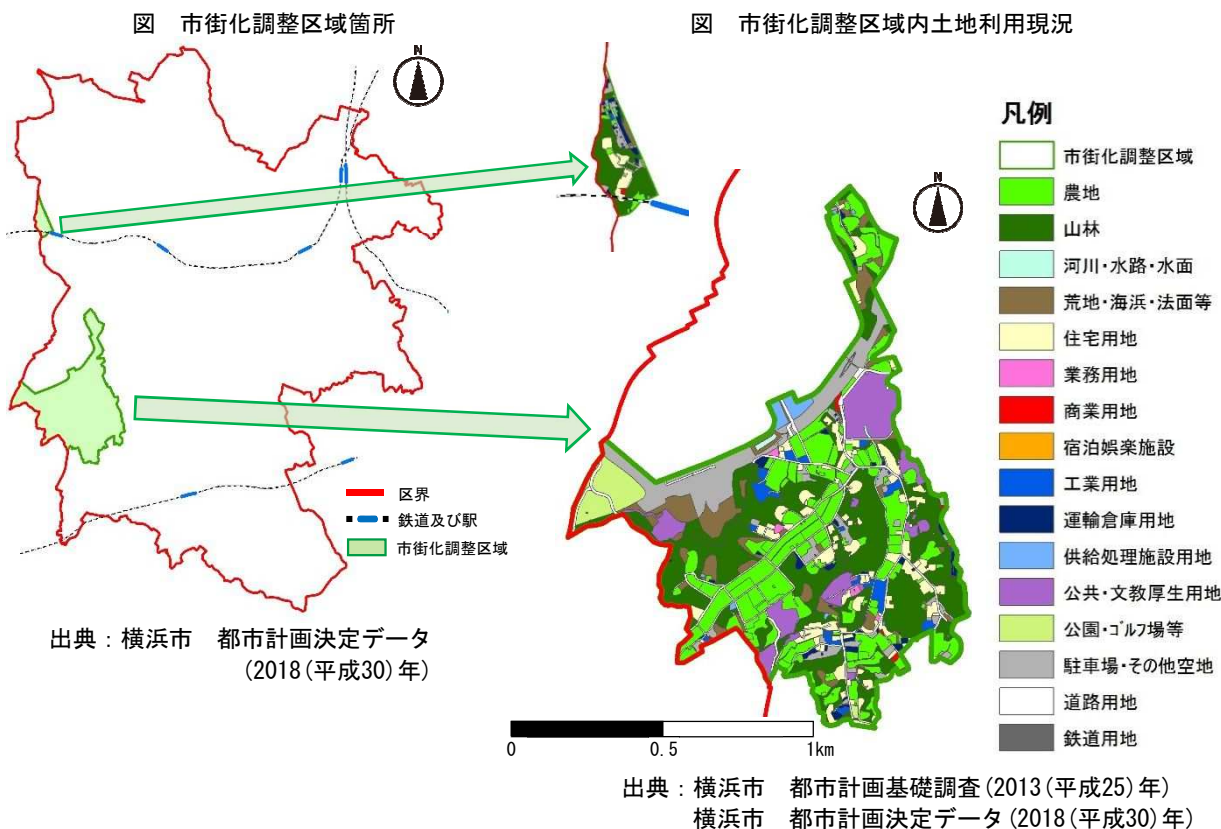 図 市街化調整区域箇所
N
区界
鉄道及び駅
市街化調整区域
出典：横浜市 都市計画決定データ
(2018(平成30)年)
図 市街化調整区域内土地利用現況
N
凡例
市街化調整区域
農地
山林
河川・水路・水面
荒地・海浜・法面等
住宅用地
業務用地
商業用地
宿泊娯楽施設
工業用地
運輸倉庫用地
供給処理施設用地
公共・文教厚生用地
公園・ｺﾞﾙﾌ場等
駐車場・その他空地
道路用地
鉄道用地
0 0.5 1km
出典：横浜市 都市計画基礎調査(2013(平成25)年)
横浜市 都市計画決定データ(2018(平成30)年)